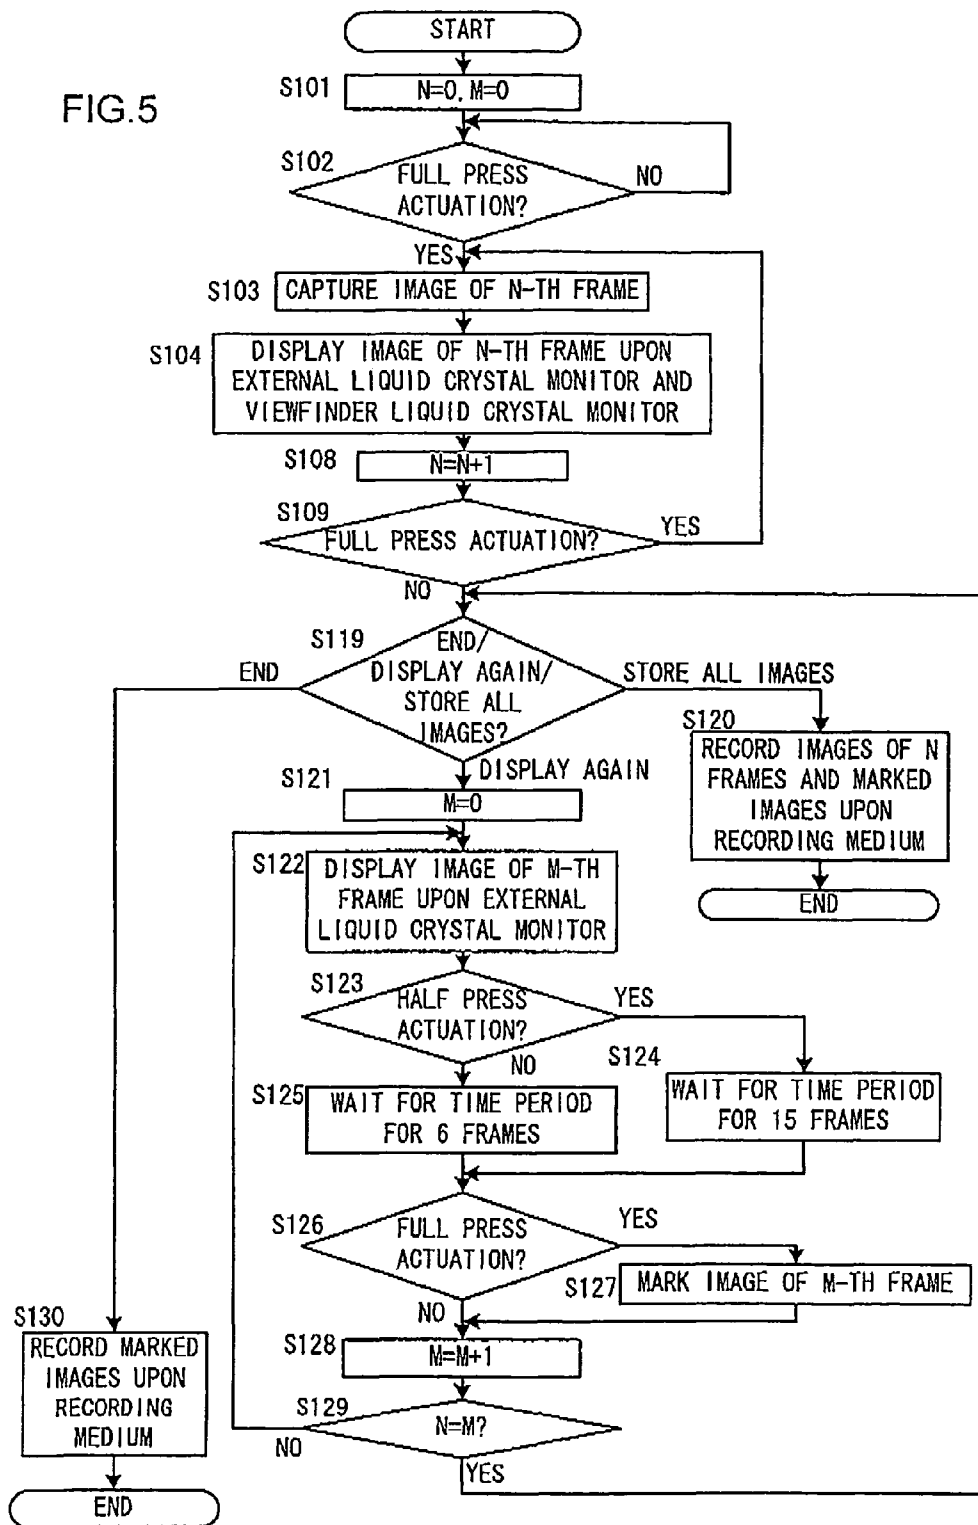 START
FIG.5
S101
N=0, M=0
S102
FULL PRESS
ACTUATION?
NO
YES
S103
CAPTURE IMAGE OF N-TH FRAME
S104
DISPLAY IMAGE OF N-TH FRAME UPON
EXTERNAL LIQUID CRYSTAL MONITOR AND
VIEWFINDER LIQUID CRYSTAL MONITOR
S108
N=N+1
S109
FULL PRESS ACTUATION?
YES
NO
S119
END/
DISPLAY AGAIN/
STORE ALL
IMAGES?
END
STORE ALL IMAGES
S120
RECORD IMAGES OF N
FRAMES AND MARKED
IMAGES UPON
RECORDING MEDIUM
END
DISPLAY AGAIN
S121
M=0
S122
DISPLAY IMAGE OF M-TH
FRAME UPON EXTERNAL
LIQUID CRYSTAL MONITOR
S123
HALF PRESS
ACTUATION?
YES
NO
S124
WAIT FOR TIME PERIOD
FOR 15 FRAMES
S125
WAIT FOR TIME PERIOD
FOR 6 FRAMES
S126
FULL PRESS
ACTUATION?
YES
S127
MARK IMAGE OF M-TH FRAME
NO
S128
M=M+1
S129
N=M?
NO
YES
S130
RECORD MARKED
IMAGES UPON
RECORDING
MEDIUM
END